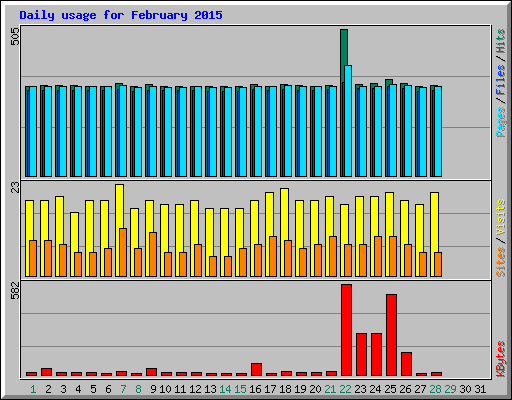 Daily usage for February 2015
505
Pages / Files / Hits
23
Sites / Visits
582
KBytes
1 2 3 4 5 6 7 8 9 10 11 12 13 14 15 16 17 18 19 20 21 22 23 24 25 26 27 28 29 30 31